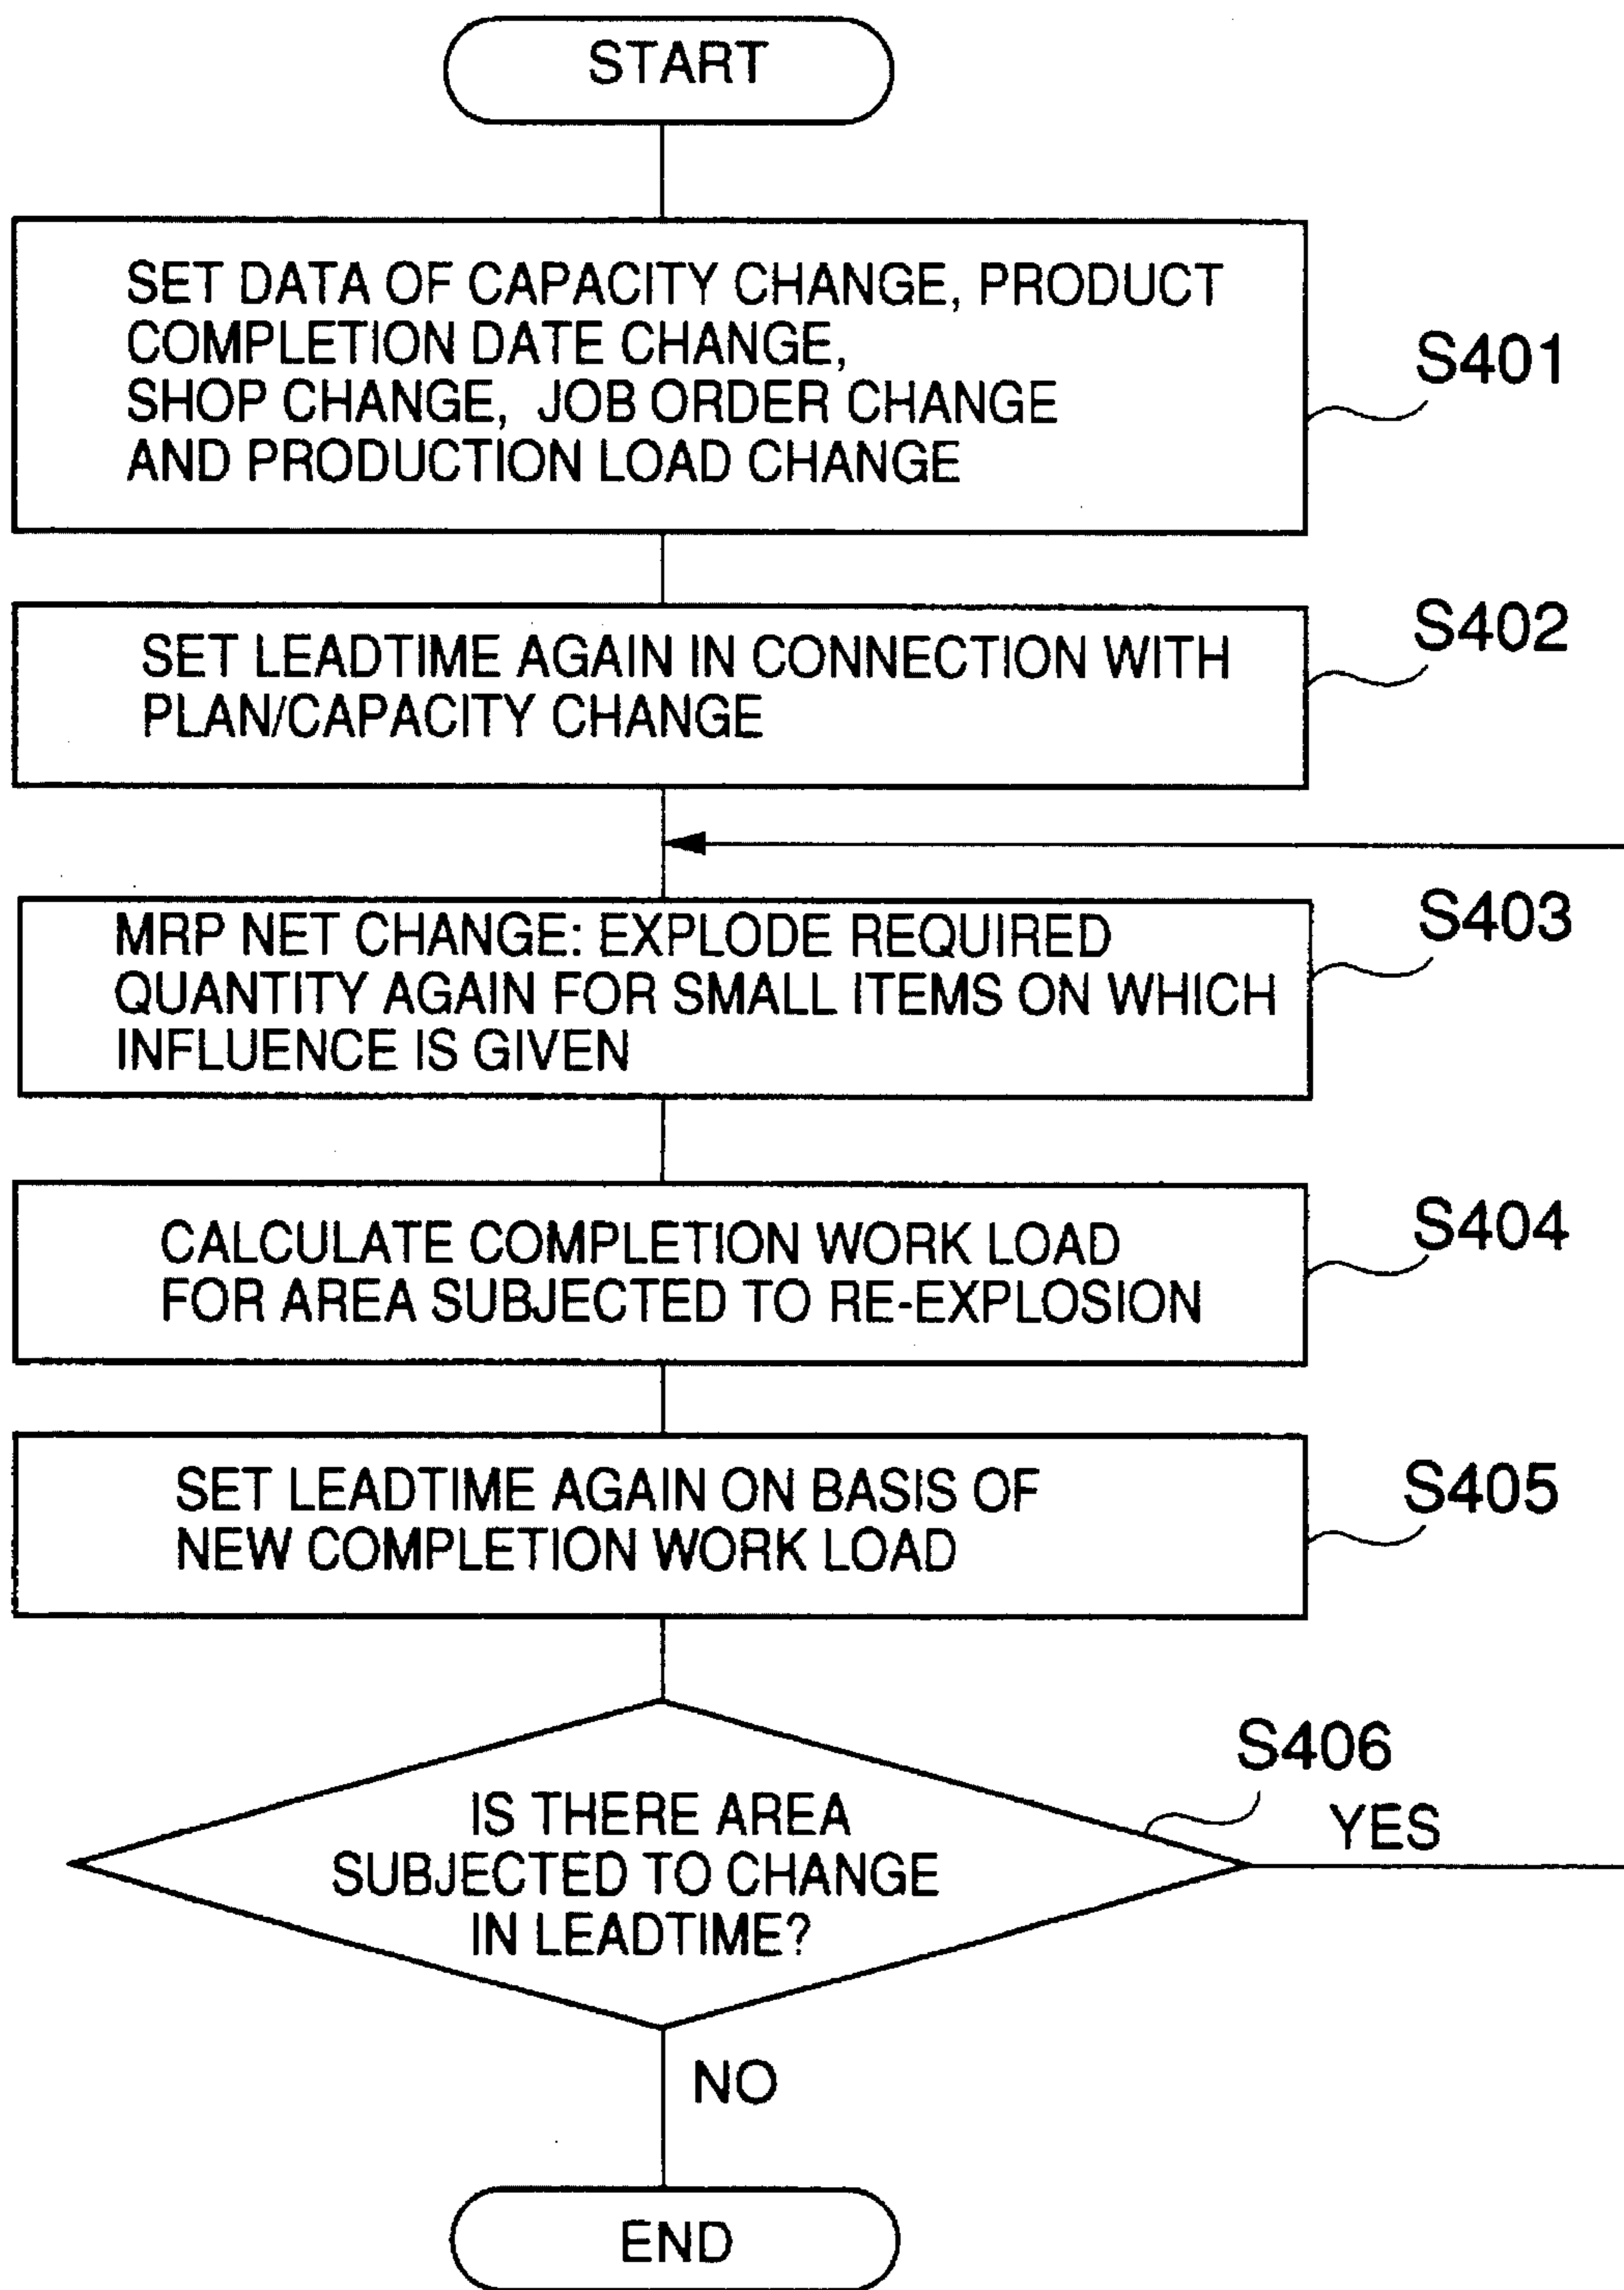 START
SET DATA OF CAPACITY CHANGE, PRODUCT
COMPLETION DATE CHANGE,
SHOP CHANGE, JOB ORDER CHANGE
AND PRODUCTION LOAD CHANGE
S401
SET LEADTIME AGAIN IN CONNECTION WITH
PLAN/CAPACITY CHANGE
S402
MRP NET CHANGE: EXPLODE REQUIRED
QUANTITY AGAIN FOR SMALL ITEMS ON WHICH
INFLUENCE IS GIVEN
S403
CALCULATE COMPLETION WORK LOAD
FOR AREA SUBJECTED TO RE-EXPLOSION
S404
SET LEADTIME AGAIN ON BASIS OF
NEW COMPLETION WORK LOAD
S405
IS THERE AREA
SUBJECTED TO CHANGE
IN LEADTIME?
S406
YES
NO
END